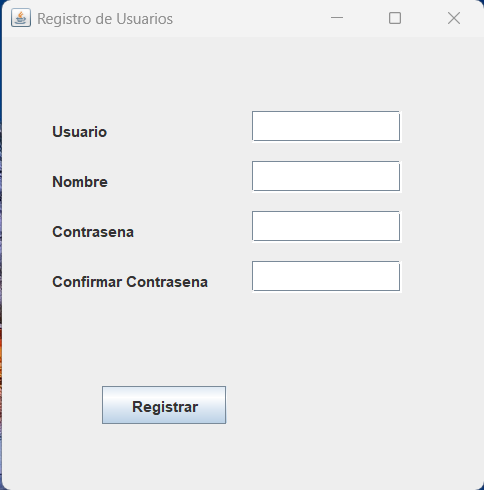 Registro de Usuarios
Usuario
Nombre
Contrasena
Confirmar Contrasena
Registrar